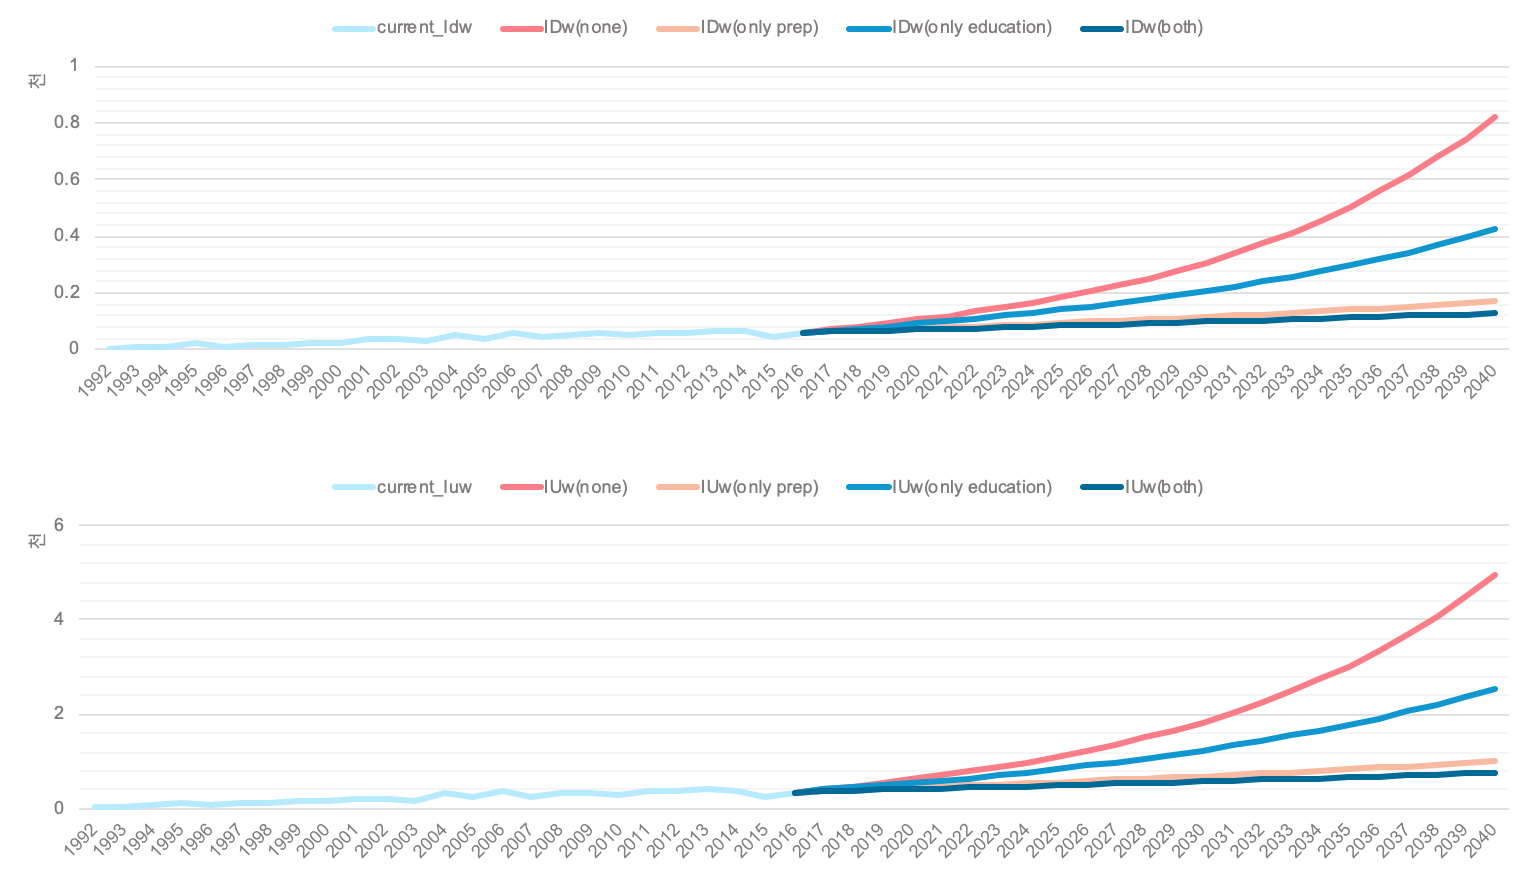 current_Idw IDw(none) IDw(only prep) IDw(only education) IDw(both)
천
1
0.8
0.6
0.4
0.2
0
1992 1993 1994 1995 1996 1997 1998 1999 2000 2001 2002 2003 2004 2005 2006 2007 2008 2009 2010 2011 2012 2013 2014 2015 2016 2017 2018 2019 2020 2021 2022 2023 2024 2025 2026 2027 2028 2029 2030 2031 2032 2033 2034 2035 2036 2037 2038 2039 2040
current_Iuw IUw(none) IUw(only prep) IUw(only education) IUw(both)
6
천
4
2
0
1992 1993 1994 1995 1996 1997 1998 1999 2000 2001 2002 2003 2004 2005 2006 2007 2008 2009 2010 2011 2012 2013 2014 2015 2016 2017 2018 2019 2020 2021 2022 2023 2024 2025 2026 2027 2028 2029 2030 2031 2032 2033 2034 2035 2036 2037 2038 2039 2040